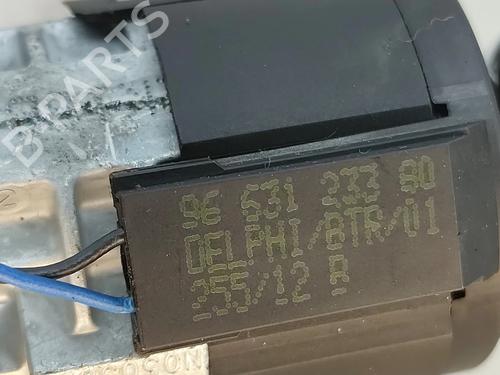 B-PARTS
96 631 233 80
DELPHI/BTR/01
255/12 B